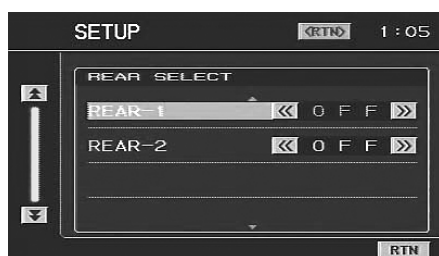 SETUP <RTN> 1:05
REAR SELECT
REAR-1 << OFF >>
REAR-2 << OFF >>
RTN